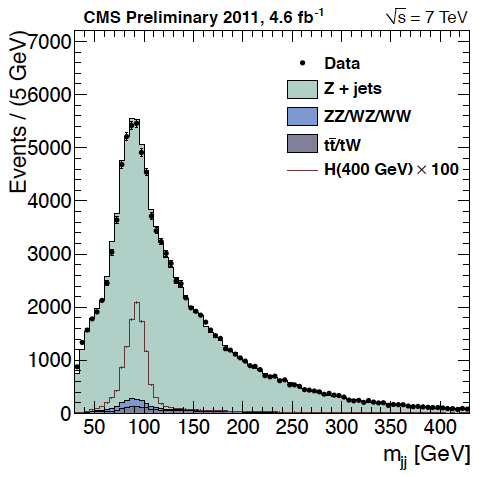 CMS Preliminary 2011, 4.6 fb⁻¹ √s = 7 TeV
Events / (5 GeV)
7000
6000
5000
4000
3000
2000
1000
0
Data
Z + jets
ZZ/WZ/WW
tt̄/tW
H(400 GeV) × 100
50 100 150 200 250 300 350 400
mjj [GeV]